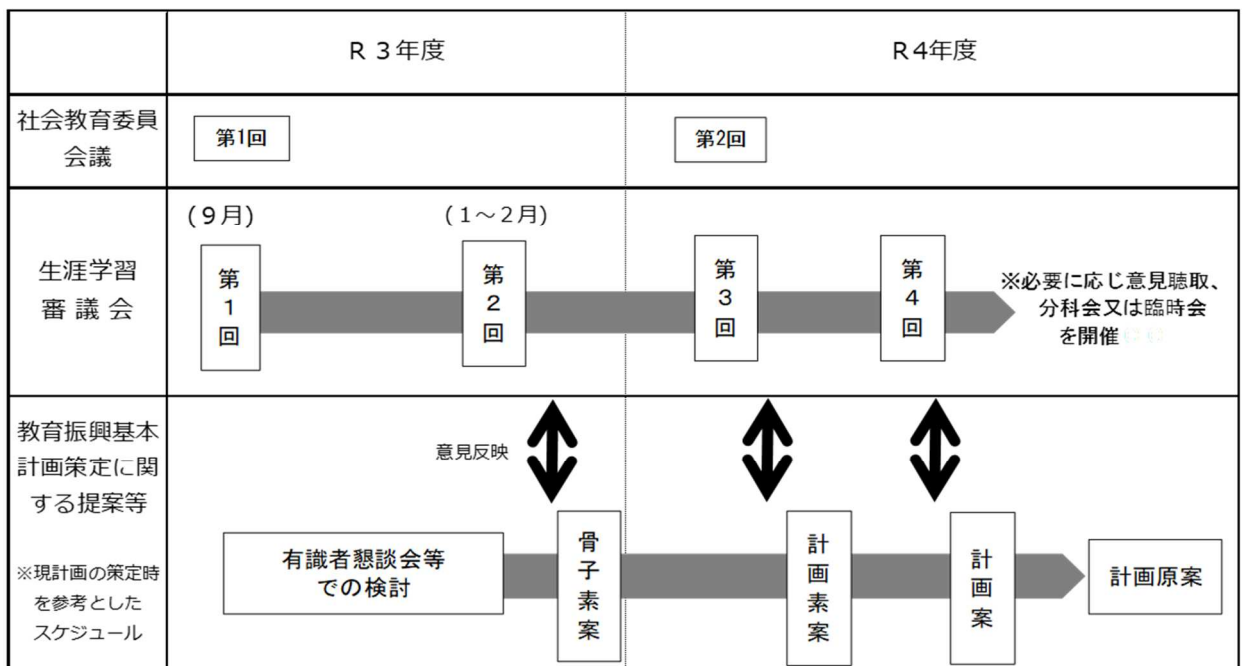 R３年度
R4年度
社会教育委員
会議
第1回
第2回
生涯学習
審議会
(９月)
(１～２月)
第１回
第２回
第３回
第４回
※必要に応じ意見聴取、
分科会又は臨時会
を開催
教育振興基本
計画策定に関
する提案等
※現計画の策定時
を参考とした
スケジュール
意見反映
有識者懇談会等
での検討
骨子素案
計画素案
計画案
計画原案